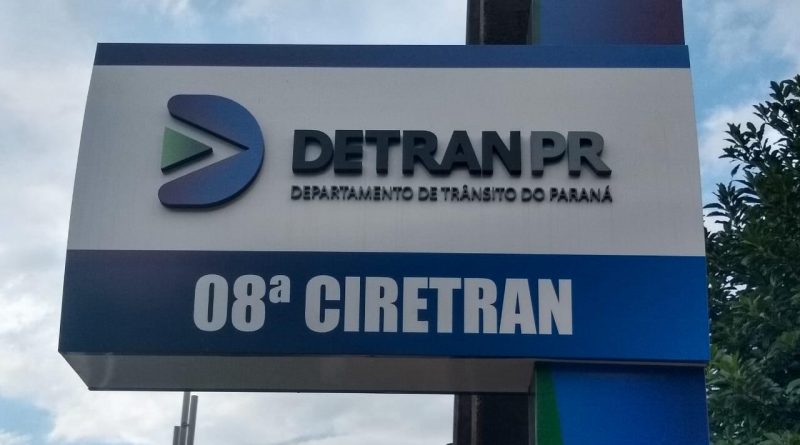 DETRAN PR
DEPARTAMENTO DE TRÂNSITO DO PARANÁ
08ª CIRETRAN